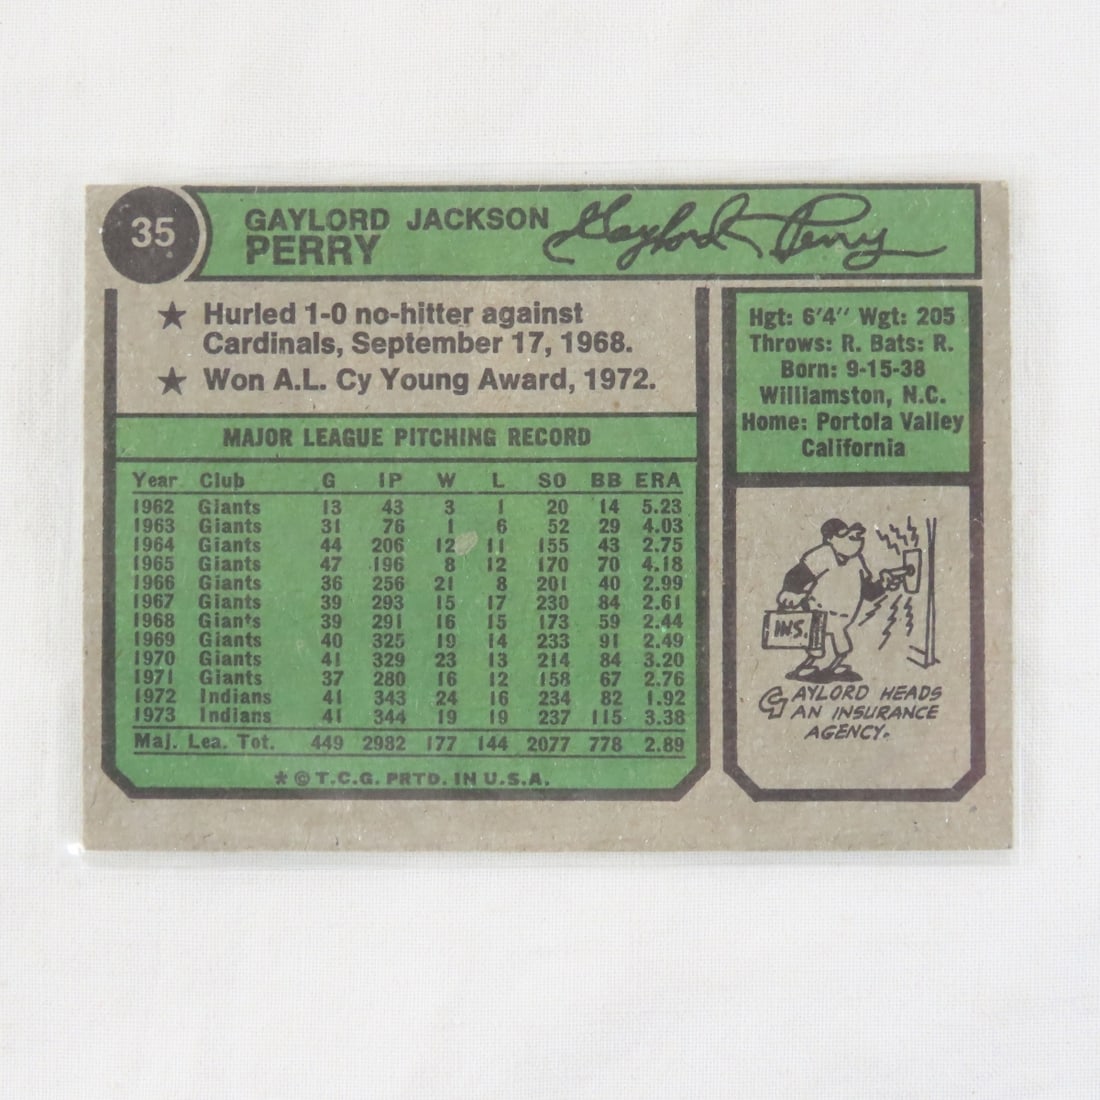 35
GAYLORD JACKSON
PERRY
Gaylord Perry
★ Hurled 1-0 no-hitter against
Cardinals, September 17, 1968.
★ Won A.L. Cy Young Award, 1972.
MAJOR LEAGUE PITCHING RECORD
Year Club G IP W L SO BB ERA
1962 Giants 13 43 3 1 20 14 5.23
1963 Giants 31 76 1 6 52 29 4.03
1964 Giants 44 206 12 11 155 43 2.75
1965 Giants 47 196 8 12 170 70 4.18
1966 Giants 36 256 21 8 201 40 2.99
1967 Giants 39 293 15 17 230 84 2.61
1968 Giants 39 291 16 15 173 59 2.44
1969 Giants 40 325 19 14 233 91 2.49
1970 Giants 41 329 23 13 214 84 3.20
1971 Giants 37 280 16 12 158 67 2.76
1972 Indians 41 343 24 16 234 82 1.92
1973 Indians 41 344 19 19 237 115 3.38
Maj. Lea. Tot. 449 2982 177 144 2077 778 2.89
* © T.C.G. PRTD. IN U.S.A.
Hgt: 6'4" Wgt: 205
Throws: R. Bats: R.
Born: 9-15-38
Williamston, N.C.
Home: Portola Valley
California
INS.
GAYLORD HEADS
AN INSURANCE
AGENCY.